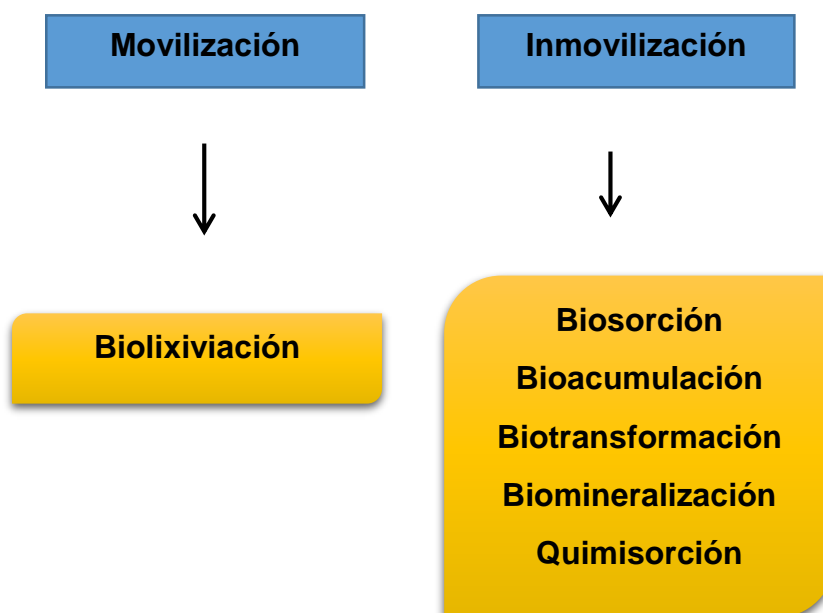 Movilización
Inmovilización
Biolixiviación
Biosorción
Bioacumulación
Biotransformación
Biomineralización
Quimisorción